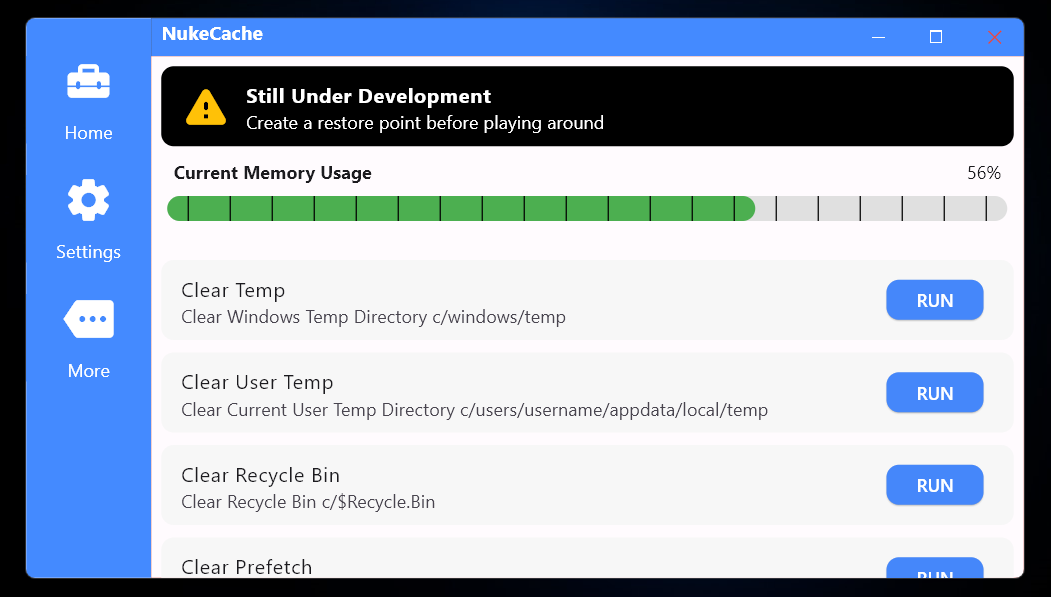 NukeCache
Home
Settings
More
Still Under Development
Create a restore point before playing around
Current Memory Usage 56%
Clear Temp
Clear Windows Temp Directory c/windows/temp
RUN
Clear User Temp
Clear Current User Temp Directory c/users/username/appdata/local/temp
RUN
Clear Recycle Bin
Clear Recycle Bin c/$Recycle.Bin
RUN
Clear Prefetch
RUN